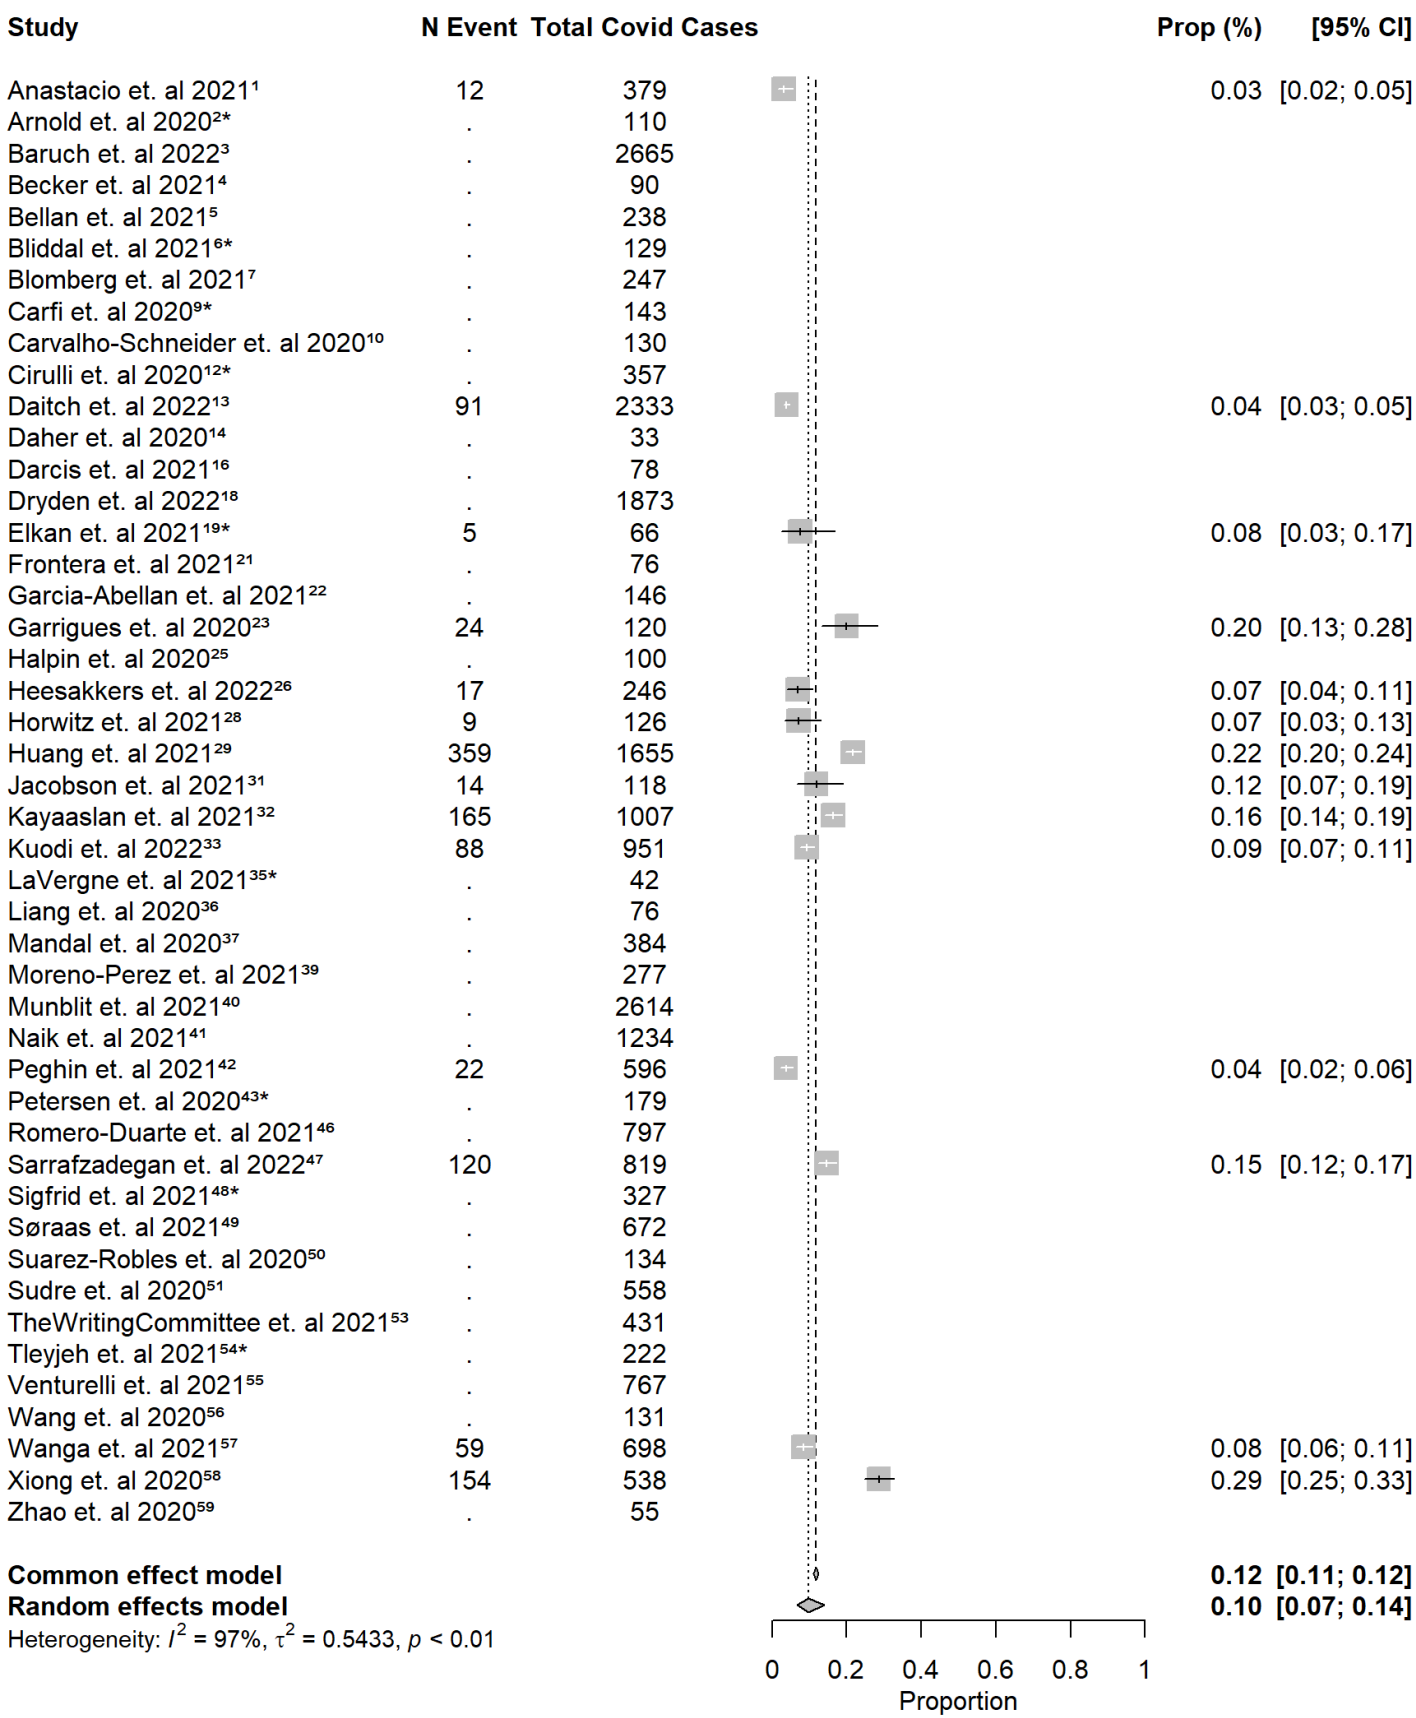 Study N Event Total Covid Cases Prop (%) [95% CI]
Anastacio et. al 2021¹ 12 379 0.03 [0.02; 0.05]
Arnold et. al 2020²* . 110
Baruch et. al 2022³ . 2665
Becker et. al 2021⁴ . 90
Bellan et. al 2021⁵ . 238
Bliddal et. al 2021⁶* . 129
Blomberg et. al 2021⁷ . 247
Carfi et. al 2020⁹* . 143
Carvalho-Schneider et. al 2020¹⁰ . 130
Cirulli et. al 2020¹²* . 357
Daitch et. al 2022¹³ 91 2333 0.04 [0.03; 0.05]
Daher et. al 2020¹⁴ . 33
Darcis et. al 2021¹⁶ . 78
Dryden et. al 2022¹⁸ . 1873
Elkan et. al 2021¹⁹* 5 66 0.08 [0.03; 0.17]
Frontera et. al 2021²¹ . 76
Garcia-Abellan et. al 2021²² . 146
Garrigues et. al 2020²³ 24 120 0.20 [0.13; 0.28]
Halpin et. al 2020²⁵ . 100
Heesakkers et. al 2022²⁶ 17 246 0.07 [0.04; 0.11]
Horwitz et. al 2021²⁸ 9 126 0.07 [0.03; 0.13]
Huang et. al 2021²⁹ 359 1655 0.22 [0.20; 0.24]
Jacobson et. al 2021³¹ 14 118 0.12 [0.07; 0.19]
Kayaaslan et. al 2021³² 165 1007 0.16 [0.14; 0.19]
Kuodi et. al 2022³³ 88 951 0.09 [0.07; 0.11]
LaVergne et. al 2021³⁵* . 42
Liang et. al 2020³⁶ . 76
Mandal et. al 2020³⁷ . 384
Moreno-Perez et. al 2021³⁹ . 277
Munblit et. al 2021⁴⁰ . 2614
Naik et. al 2021⁴¹ . 1234
Peghin et. al 2021⁴² 22 596 0.04 [0.02; 0.06]
Petersen et. al 2020⁴³* . 179
Romero-Duarte et. al 2021⁴⁶ . 797
Sarrafzadegan et. al 2022⁴⁷ 120 819 0.15 [0.12; 0.17]
Sigfrid et. al 2021⁴⁸* . 327
Søraas et. al 2021⁴⁹ . 672
Suarez-Robles et. al 2020⁵⁰ . 134
Sudre et. al 2020⁵¹ . 558
TheWritingCommittee et. al 2021⁵³ . 431
Tleyjeh et. al 2021⁵⁴* . 222
Venturelli et. al 2021⁵⁵ . 767
Wang et. al 2020⁵⁶ . 131
Wanga et. al 2021⁵⁷ 59 698 0.08 [0.06; 0.11]
Xiong et. al 2020⁵⁸ 154 538 0.29 [0.25; 0.33]
Zhao et. al 2020⁵⁹ . 55
Common effect model 0.12 [0.11; 0.12]
Random effects model 0.10 [0.07; 0.14]
Heterogeneity: I² = 97%, τ² = 0.5433, p < 0.01
0 0.2 0.4 0.6 0.8 1
Proportion